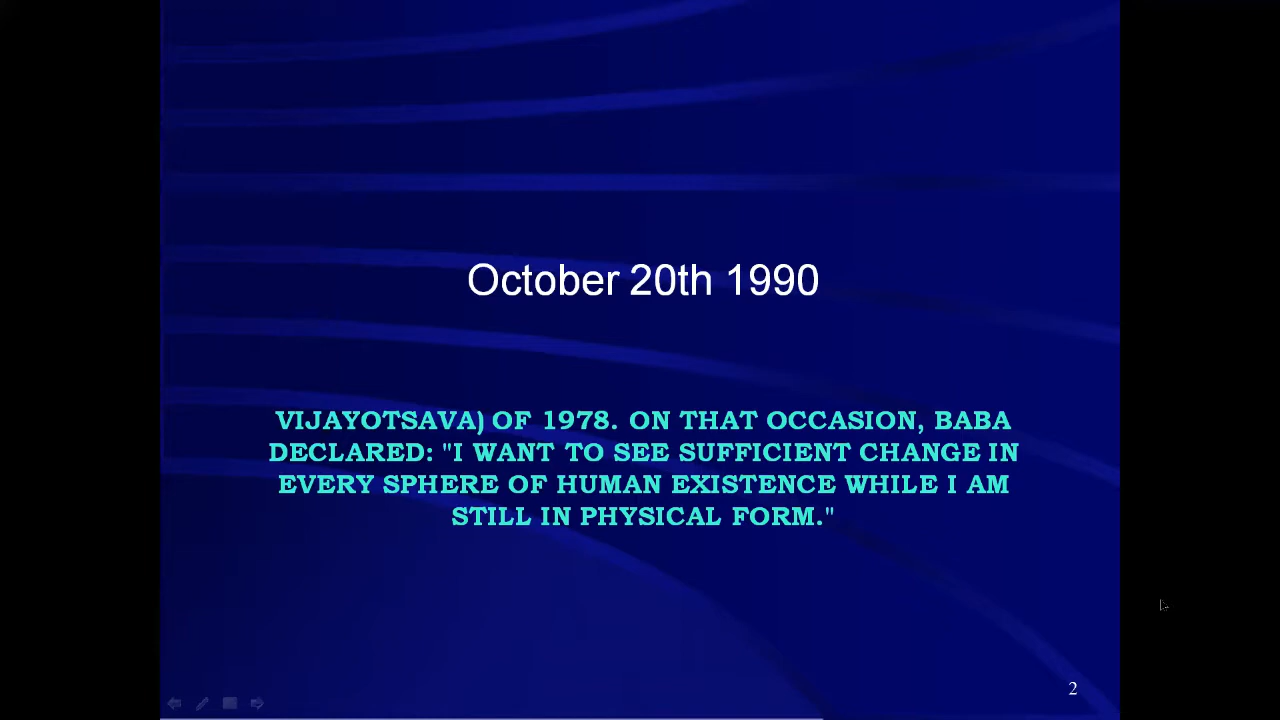 October 20th 1990
VIJAYOTSAVA) OF 1978. ON THAT OCCASION, BABA
DECLARED: "I WANT TO SEE SUFFICIENT CHANGE IN
EVERY SPHERE OF HUMAN EXISTENCE WHILE I AM
STILL IN PHYSICAL FORM."
2